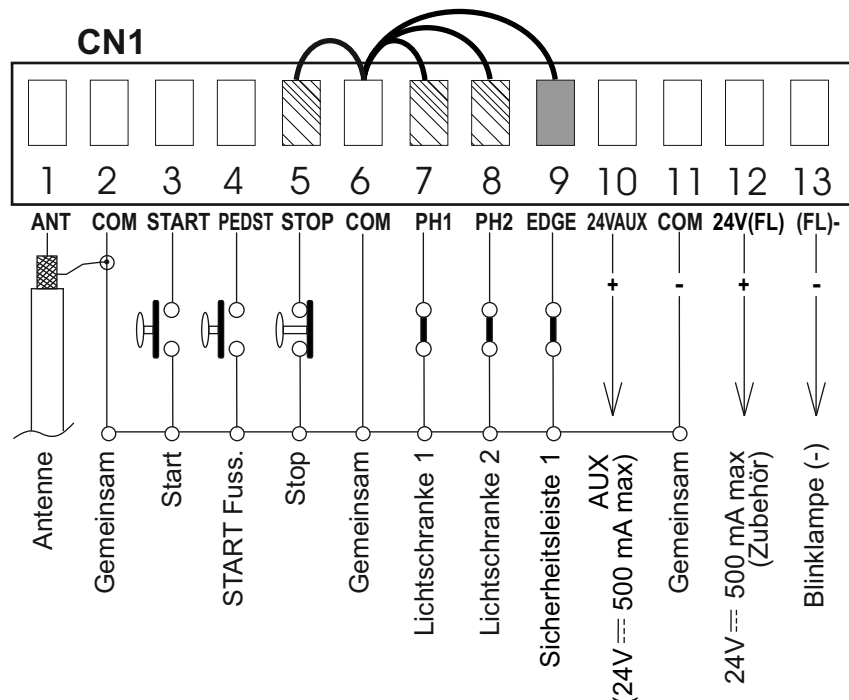 CN1
1 2 3 4 5 6 7 8 9 10 11 12 13
ANT COM START PEDST STOP COM PH1 PH2 EDGE 24VAUX COM 24V(FL) (FL)-
+ - + -
Antenne
Gemeinsam
Start
START Fuss.
Stop
Gemeinsam
Lichtschranke 1
Lichtschranke 2
Sicherheitsleiste 1
AUX
(24V⎓ 500 mA max)
Gemeinsam
24V⎓ 500 mA max
(Zubehör)
Blinklampe (-)